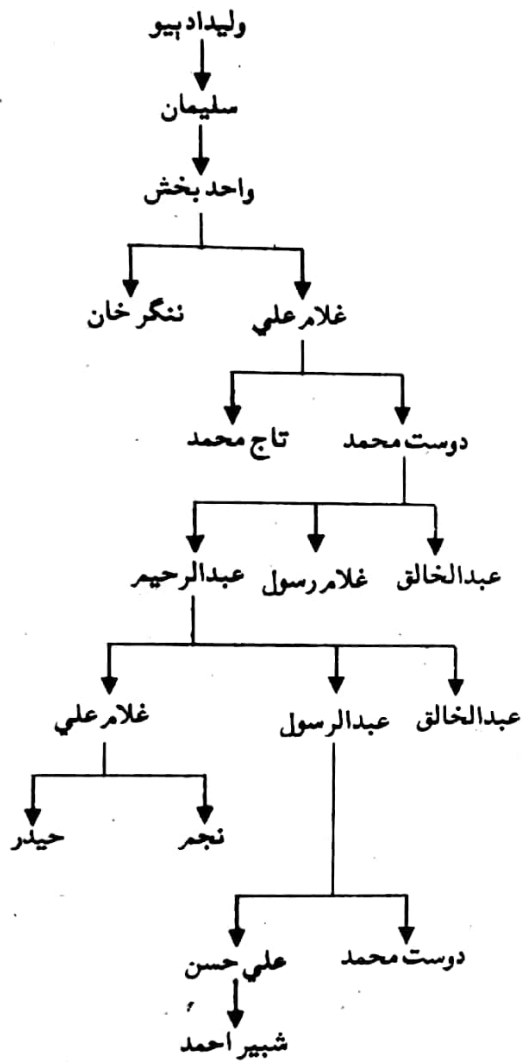 وليداد ٻيو
سليمان
واحد بخش
غلام علي
ننگر خان
دوست محمد
تاج محمد
عبدالخالق
غلام رسول
عبدالرحيم
عبدالخالق
عبدالرسول
غلام علي
نجم
حيدر
دوست محمد
علي حسن
شبير احمد